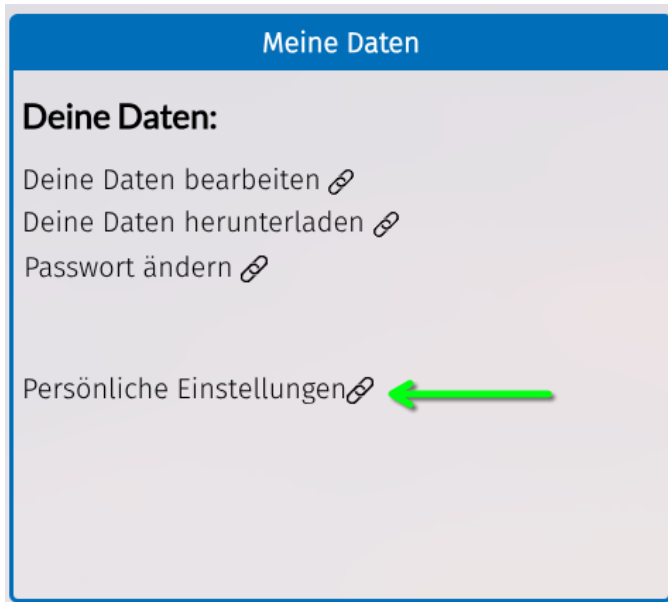 Meine Daten
Deine Daten:
Deine Daten bearbeiten
Deine Daten herunterladen
Passwort ändern
Persönliche Einstellungen